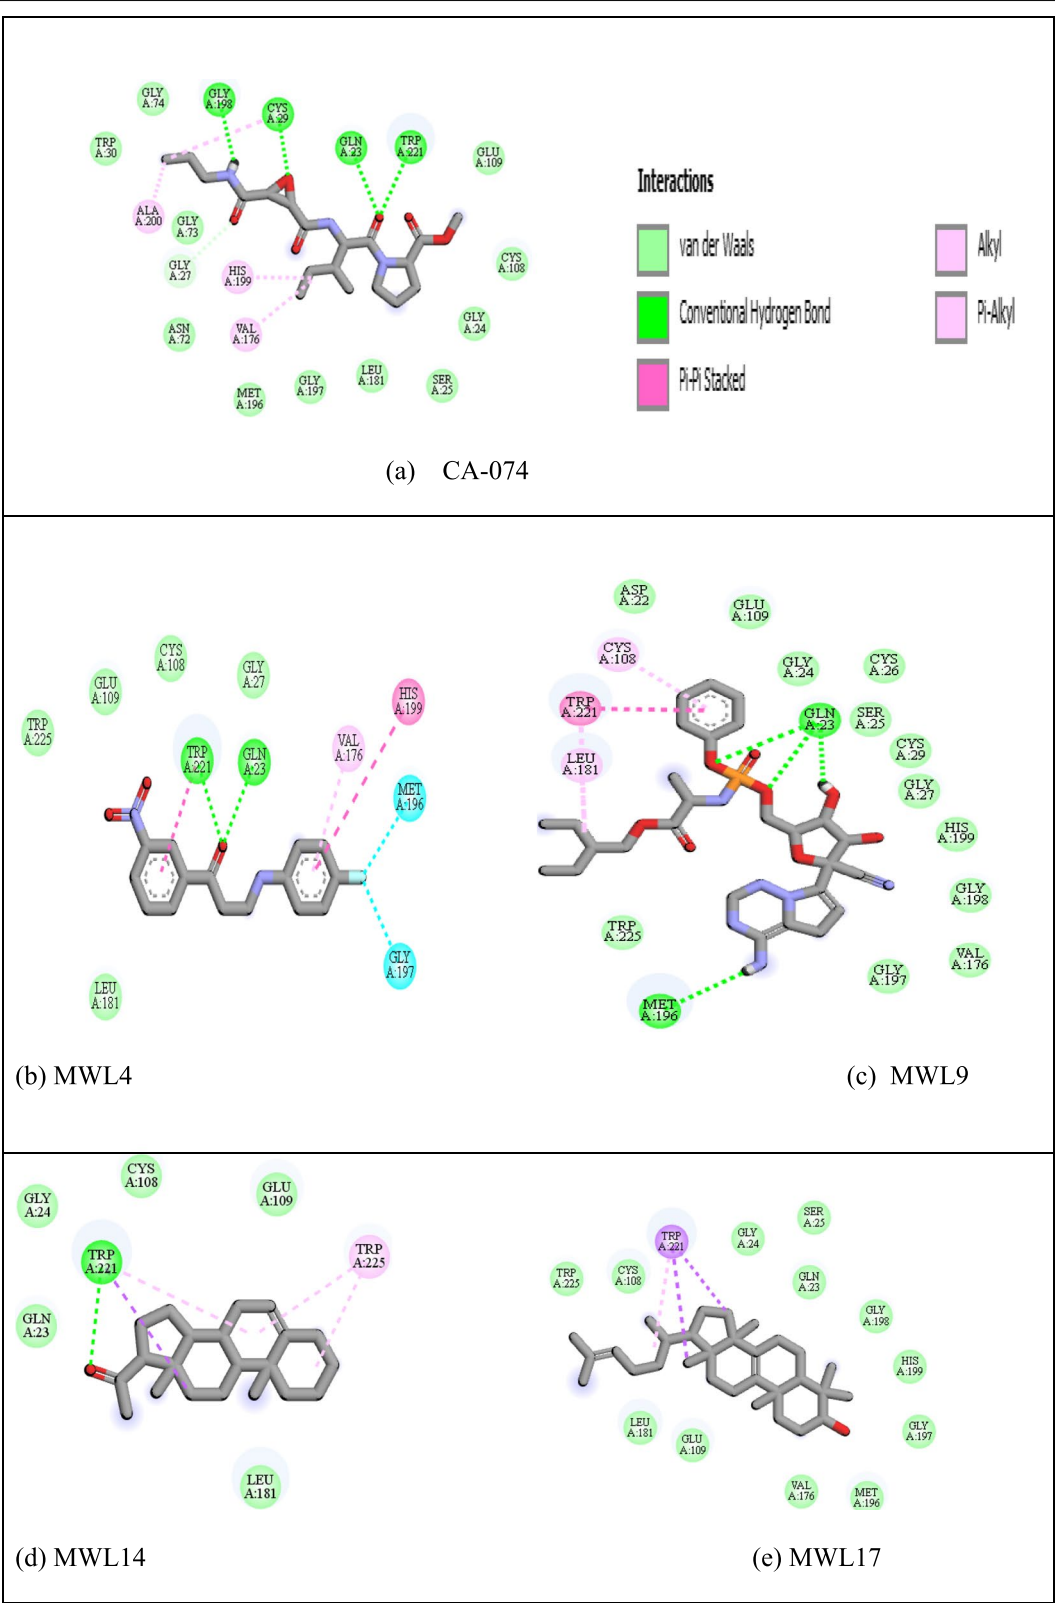 GLY
A:74
GLY
A:198
CYS
A:29
TRP
A:30
GLN
A:23
TRP
A:221
GLU
A:109
ALA
A:200
GLY
A:73
GLY
A:27
HIS
A:199
CYS
A:108
ASN
A:72
VAL
A:176
GLY
A:24
MET
A:196
GLY
A:197
LEU
A:181
SER
A:25
Interactions
van der Waals
Conventional Hydrogen Bond
Pi-Pi Stacked
Alkyl
Pi-Alkyl
(a) CA-074
CYS
A:108
GLU
A:109
GLY
A:27
TRP
A:225
HIS
A:199
TRP
A:221
GLN
A:23
VAL
A:176
MET
A:196
GLY
A:197
LEU
A:181
(b) MWL4
ASP
A:22
GLU
A:109
CYS
A:108
GLY
A:24
CYS
A:26
TRP
A:221
GLN
A:23
SER
A:25
LEU
A:181
CYS
A:29
GLY
A:27
HIS
A:199
GLY
A:198
TRP
A:225
VAL
A:176
GLY
A:197
MET
A:196
(c) MWL9
CYS
A:108
GLY
A:24
GLU
A:109
TRP
A:221
TRP
A:225
GLN
A:23
LEU
A:181
(d) MWL14
SER
A:25
TRP
A:221
GLY
A:24
TRP
A:225
CYS
A:108
GLN
A:23
GLY
A:198
HIS
A:199
LEU
A:181
GLU
A:109
GLY
A:197
VAL
A:176
MET
A:196
(e) MWL17